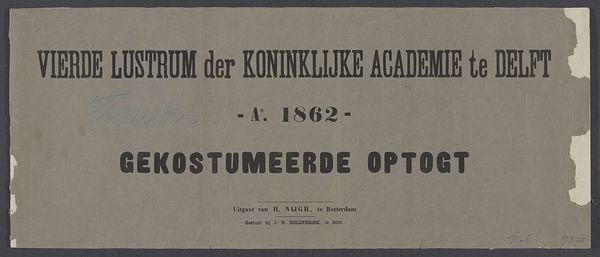 VIERDE LUSTRUM der KONINKLIJKE ACADEMIE te DELFT
- Ao. 1862 -
GEKOSTUMEERDE OPTOGT
Uitgave van H. NIJGH, te Rotterdam
Gedrukt bij J. H. MOLENBROEK, te Delft